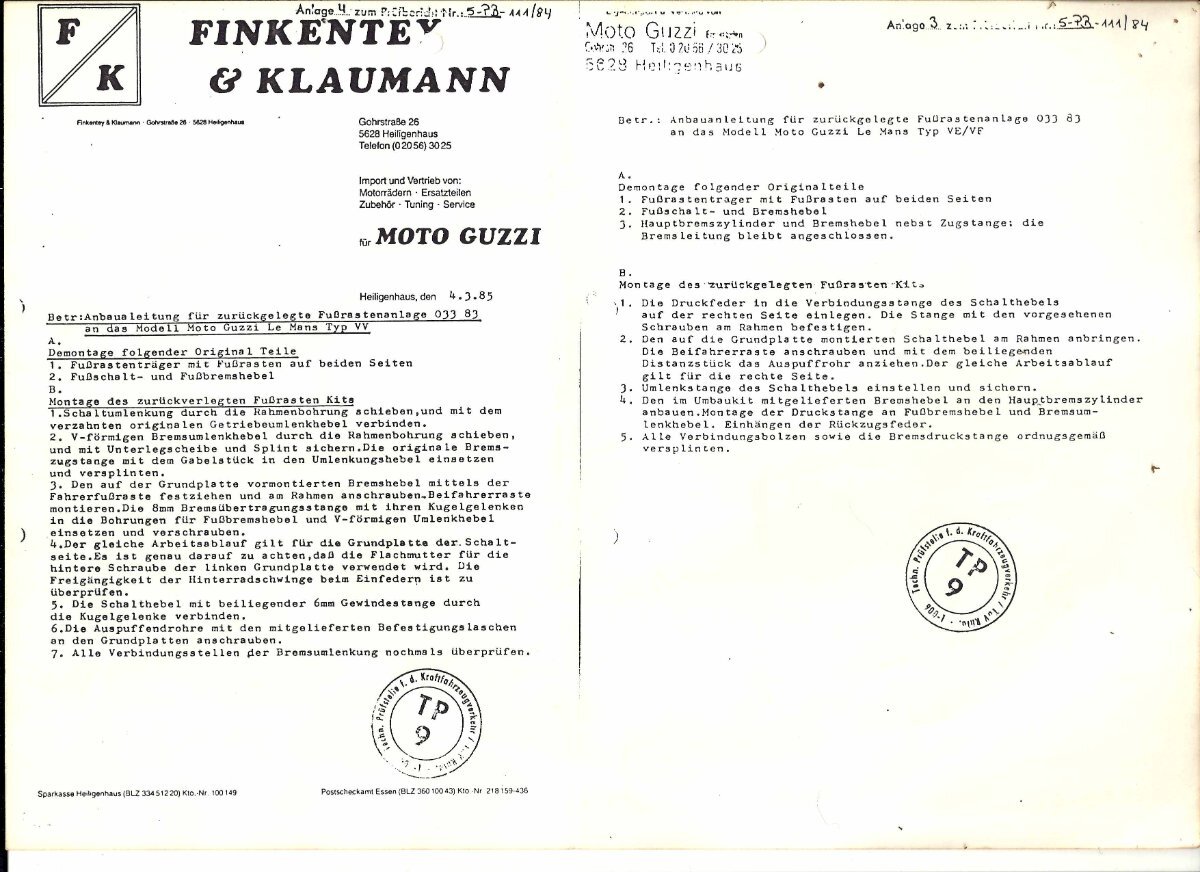 Anlage 4 zum Prüfbericht Nr.: S-PB-111/84
F
K
FINKENTEY
& KLAUMANN
Finkentey & Klaumann · Gohrstraße 26 · 5628 Heiligenhaus
Gohrstraße 26
5628 Heiligenhaus
Telefon (02056) 3025
Import und Vertrieb von:
Motorrädern · Ersatzteilen
Zubehör · Tuning · Service
für MOTO GUZZI
Heiligenhaus, den 4.3.85
Betr:Anbauanleitung für zurückgelegte Fußrastenanlage 033 83
an das Modell Moto Guzzi Le Mans Typ VV
A.
Demontage folgender Original Teile
1. Fußrastenträger mit Fußrasten auf beiden Seiten
2. Fußschalt- und Fußbremshebel
B.
Montage des zurückverlegten Fußrasten Kits
1.Schaltumlenkung durch die Rahmenbohrung schieben,und mit dem
verzahnten originalen Getriebeumlenkhebel verbinden.
2. V-förmigen Bremsumlenkhebel durch die Rahmenbohrung schieben,
und mit Unterlegscheibe und Splint sichern.Die originale Brems-
zugstange mit dem Gabelstück in den Umlenkungshebel einsetzen
und versplinten.
3. Den auf der Grundplatte vormontierten Bremshebel mittels der
Fahrerfußraste festziehen und am Rahmen anschrauben.Beifahrerraste
montieren.Die 8mm Bremsübertragungsstange mit ihren Kugelgelenken
in die Bohrungen für Fußbremshebel und V-förmigen Umlenkhebel
einsetzen und verschrauben.
4.Der gleiche Arbeitsablauf gilt für die Grundplatte der Schalt-
seite.Es ist genau darauf zu achten,daß die Flachmutter für die
hintere Schraube der linken Grundplatte verwendet wird. Die
Freigängigkeit der Hinterradschwinge beim Einfedern ist zu
überprüfen.
5. Die Schalthebel mit beiliegender 6mm Gewindestange durch
die Kugelgelenke verbinden.
6.Die Auspuffendrohre mit den mitgelieferten Befestigungslaschen
an den Grundplatten anschrauben.
7. Alle Verbindungsstellen der Bremsumlenkung nochmals überprüfen.
Techn. Prüfstelle f. d. Kraftfahrzeugverkehr /
TP
9
Sparkasse Heiligenhaus (BLZ 334 512 20) Kto.-Nr. 100 149
Postscheckamt Essen (BLZ 360 100 43) Kto.-Nr. 218 159-436
Moto Guzzi
26 Tel. 02056/3025
5628 Heiligenhaus
Anlage 3 zum S-PB-111/84
Betr.: Anbauanleitung für zurückgelegte Fußrastenanlage 033 83
an das Modell Moto Guzzi Le Mans Typ VE/VF
A.
Demontage folgender Originalteile
1. Fußrastenträger mit Fußrasten auf beiden Seiten
2. Fußschalt- und Bremshebel
3. Hauptbremszylinder und Bremshebel nebst Zugstange; die
Bremsleitung bleibt angeschlossen.
B.
Montage des zurückgelegten Fußrasten Kits
1. Die Druckfeder in die Verbindungsstange des Schalthebels
auf der rechten Seite einlegen. Die Stange mit den vorgesehenen
Schrauben am Rahmen befestigen.
2. Den auf die Grundplatte montierten Schalthebel am Rahmen anbringen.
Die Beifahrerraste anschrauben und mit dem beiliegenden
Distanzstück das Auspuffrohr anziehen.Der gleiche Arbeitsablauf
gilt für die rechte Seite.
3. Umlenkstange des Schalthebels einstellen und sichern.
4. Den im Umbaukit mitgelieferten Bremshebel an den Hauptbremszylinder
anbauen.Montage der Druckstange an Fußbremshebel und Bremsum-
lenkhebel. Einhängen der Rückzugsfeder.
5. Alle Verbindungsbolzen sowie die Bremsdruckstange ordnugsgemäß
versplinten.
Techn. Prüfstelle f. d. Kraftfahrzeugverkehr /
TP
9